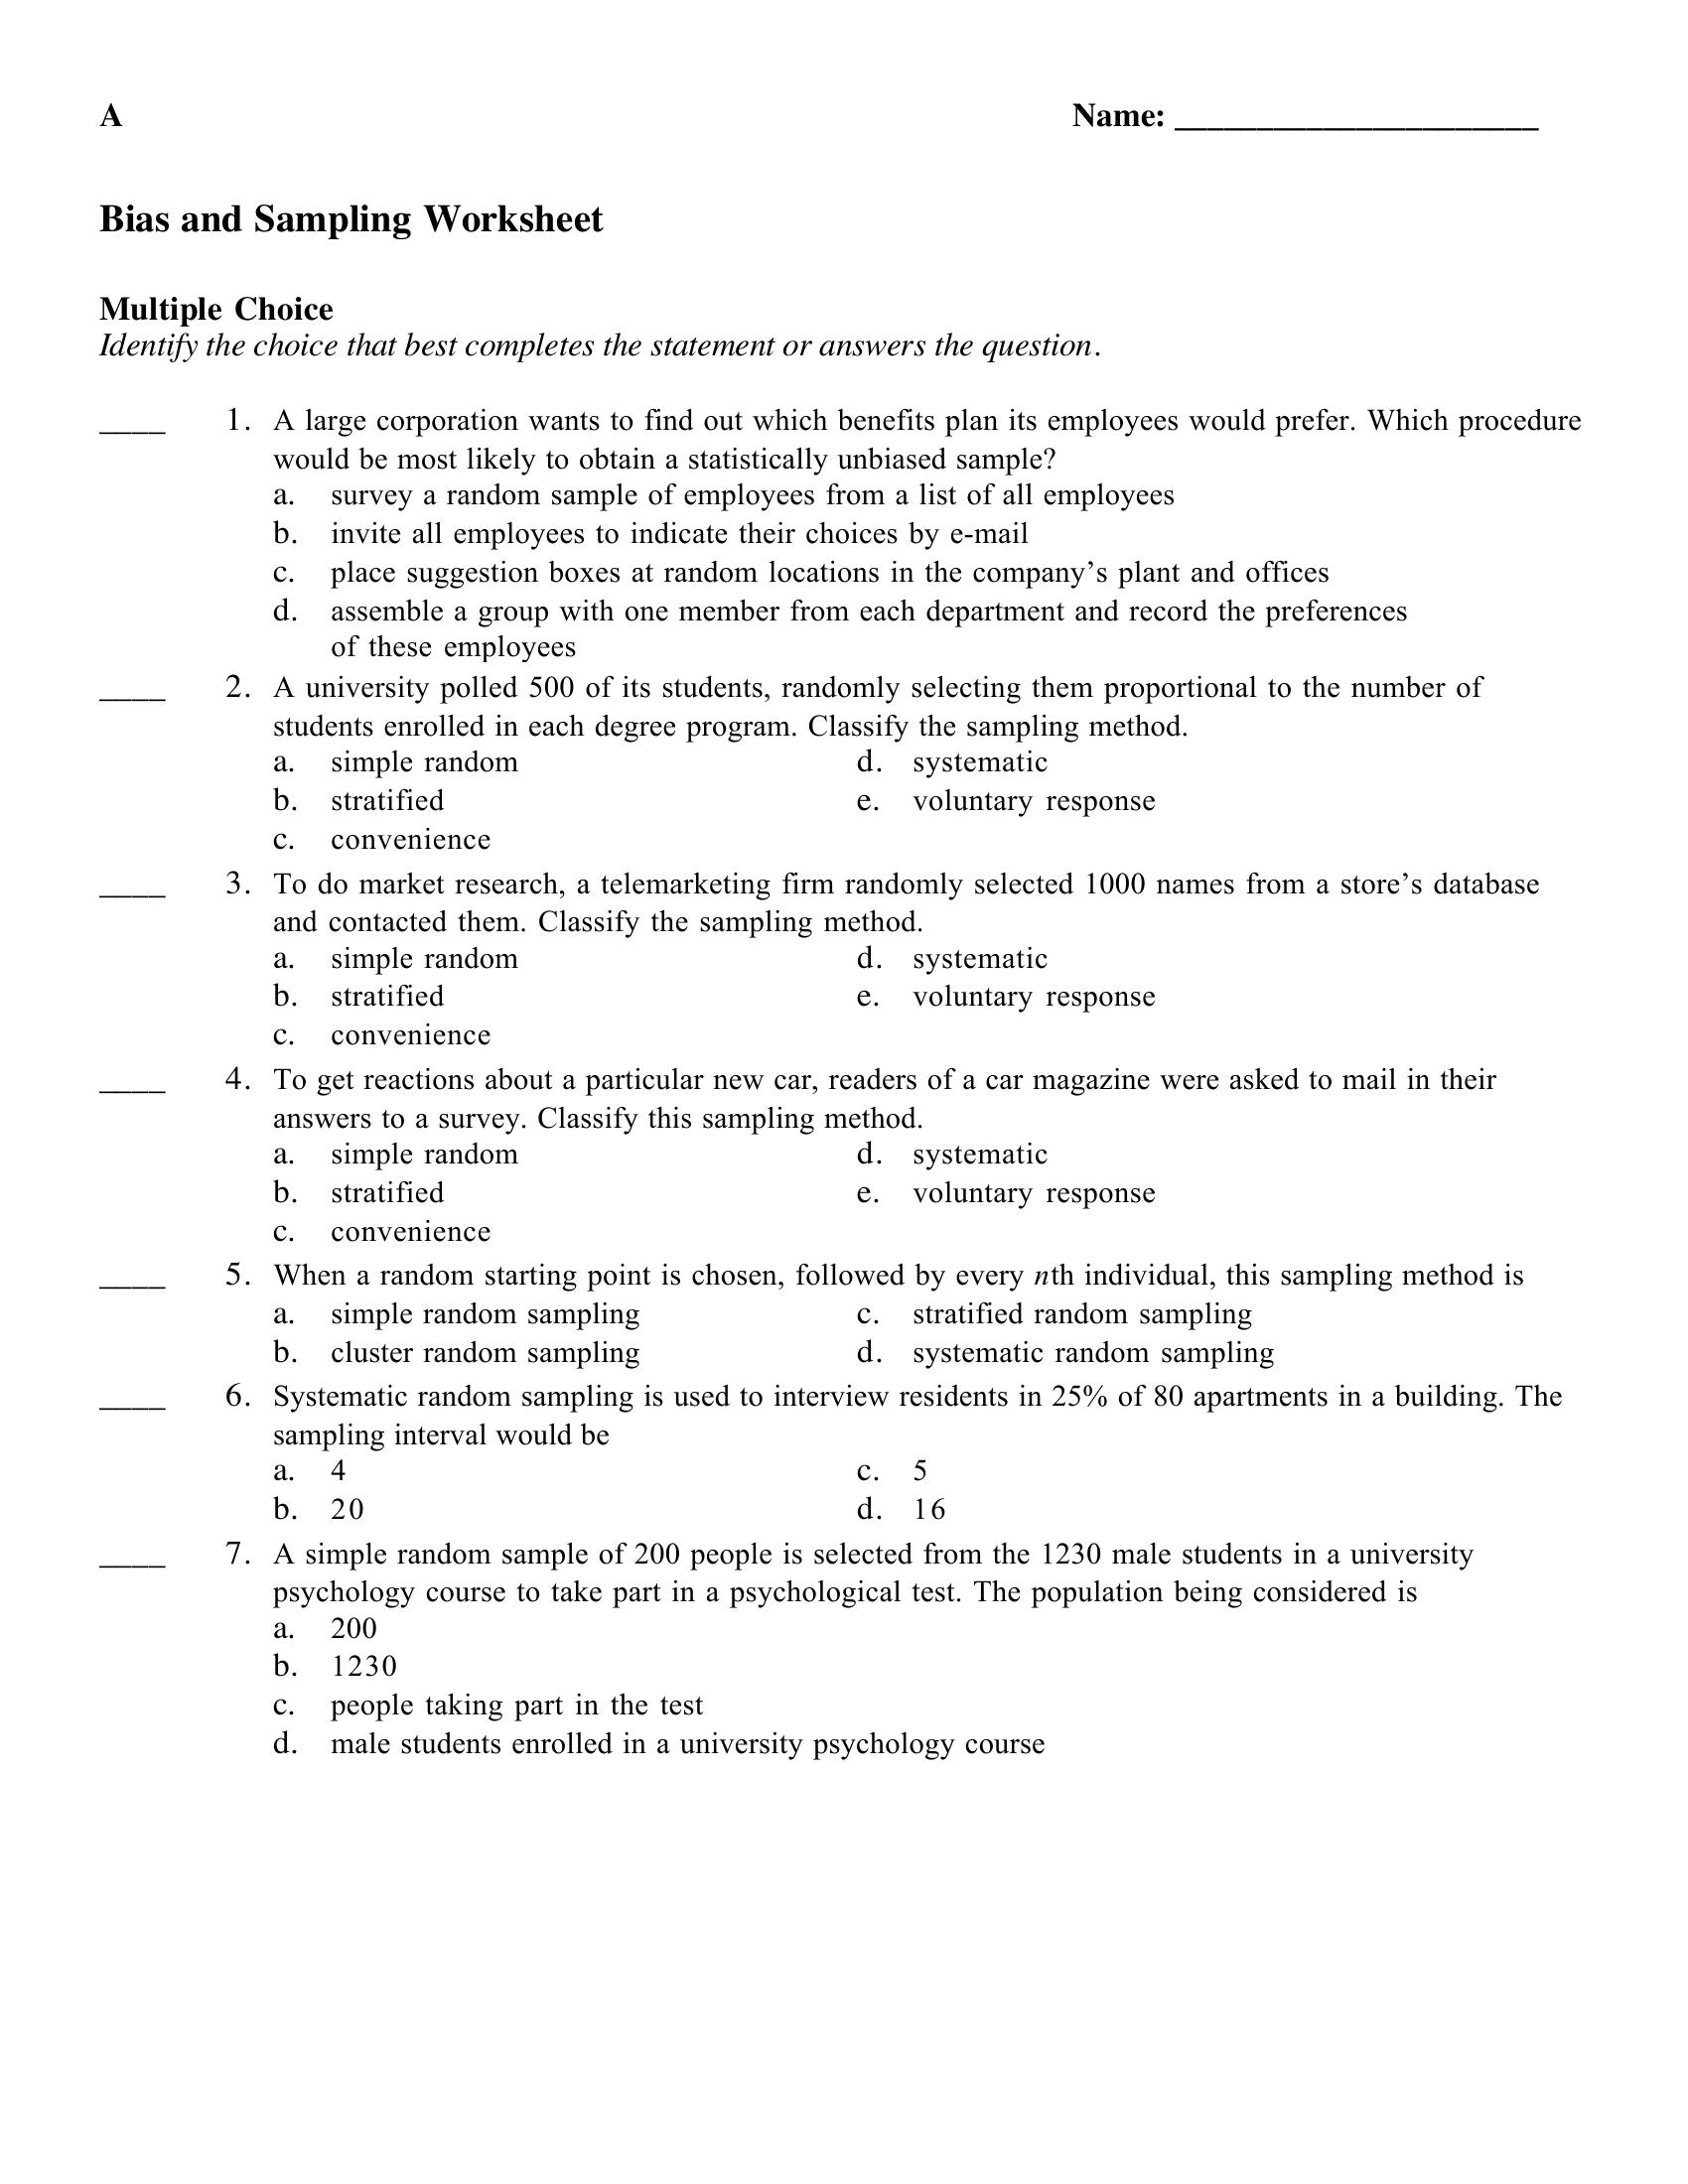 A Name: ______________________
Bias and Sampling Worksheet
Multiple Choice
Identify the choice that best completes the statement or answers the question.
____ 1. A large corporation wants to find out which benefits plan its employees would prefer. Which procedure
would be most likely to obtain a statistically unbiased sample?
a. survey a random sample of employees from a list of all employees
b. invite all employees to indicate their choices by e-mail
c. place suggestion boxes at random locations in the company’s plant and offices
d. assemble a group with one member from each department and record the preferences
of these employees
____ 2. A university polled 500 of its students, randomly selecting them proportional to the number of
students enrolled in each degree program. Classify the sampling method.
a. simple random d. systematic
b. stratified e. voluntary response
c. convenience
____ 3. To do market research, a telemarketing firm randomly selected 1000 names from a store’s database
and contacted them. Classify the sampling method.
a. simple random d. systematic
b. stratified e. voluntary response
c. convenience
____ 4. To get reactions about a particular new car, readers of a car magazine were asked to mail in their
answers to a survey. Classify this sampling method.
a. simple random d. systematic
b. stratified e. voluntary response
c. convenience
____ 5. When a random starting point is chosen, followed by every nth individual, this sampling method is
a. simple random sampling c. stratified random sampling
b. cluster random sampling d. systematic random sampling
____ 6. Systematic random sampling is used to interview residents in 25% of 80 apartments in a building. The
sampling interval would be
a. 4 c. 5
b. 20 d. 16
____ 7. A simple random sample of 200 people is selected from the 1230 male students in a university
psychology course to take part in a psychological test. The population being considered is
a. 200
b. 1230
c. people taking part in the test
d. male students enrolled in a university psychology course